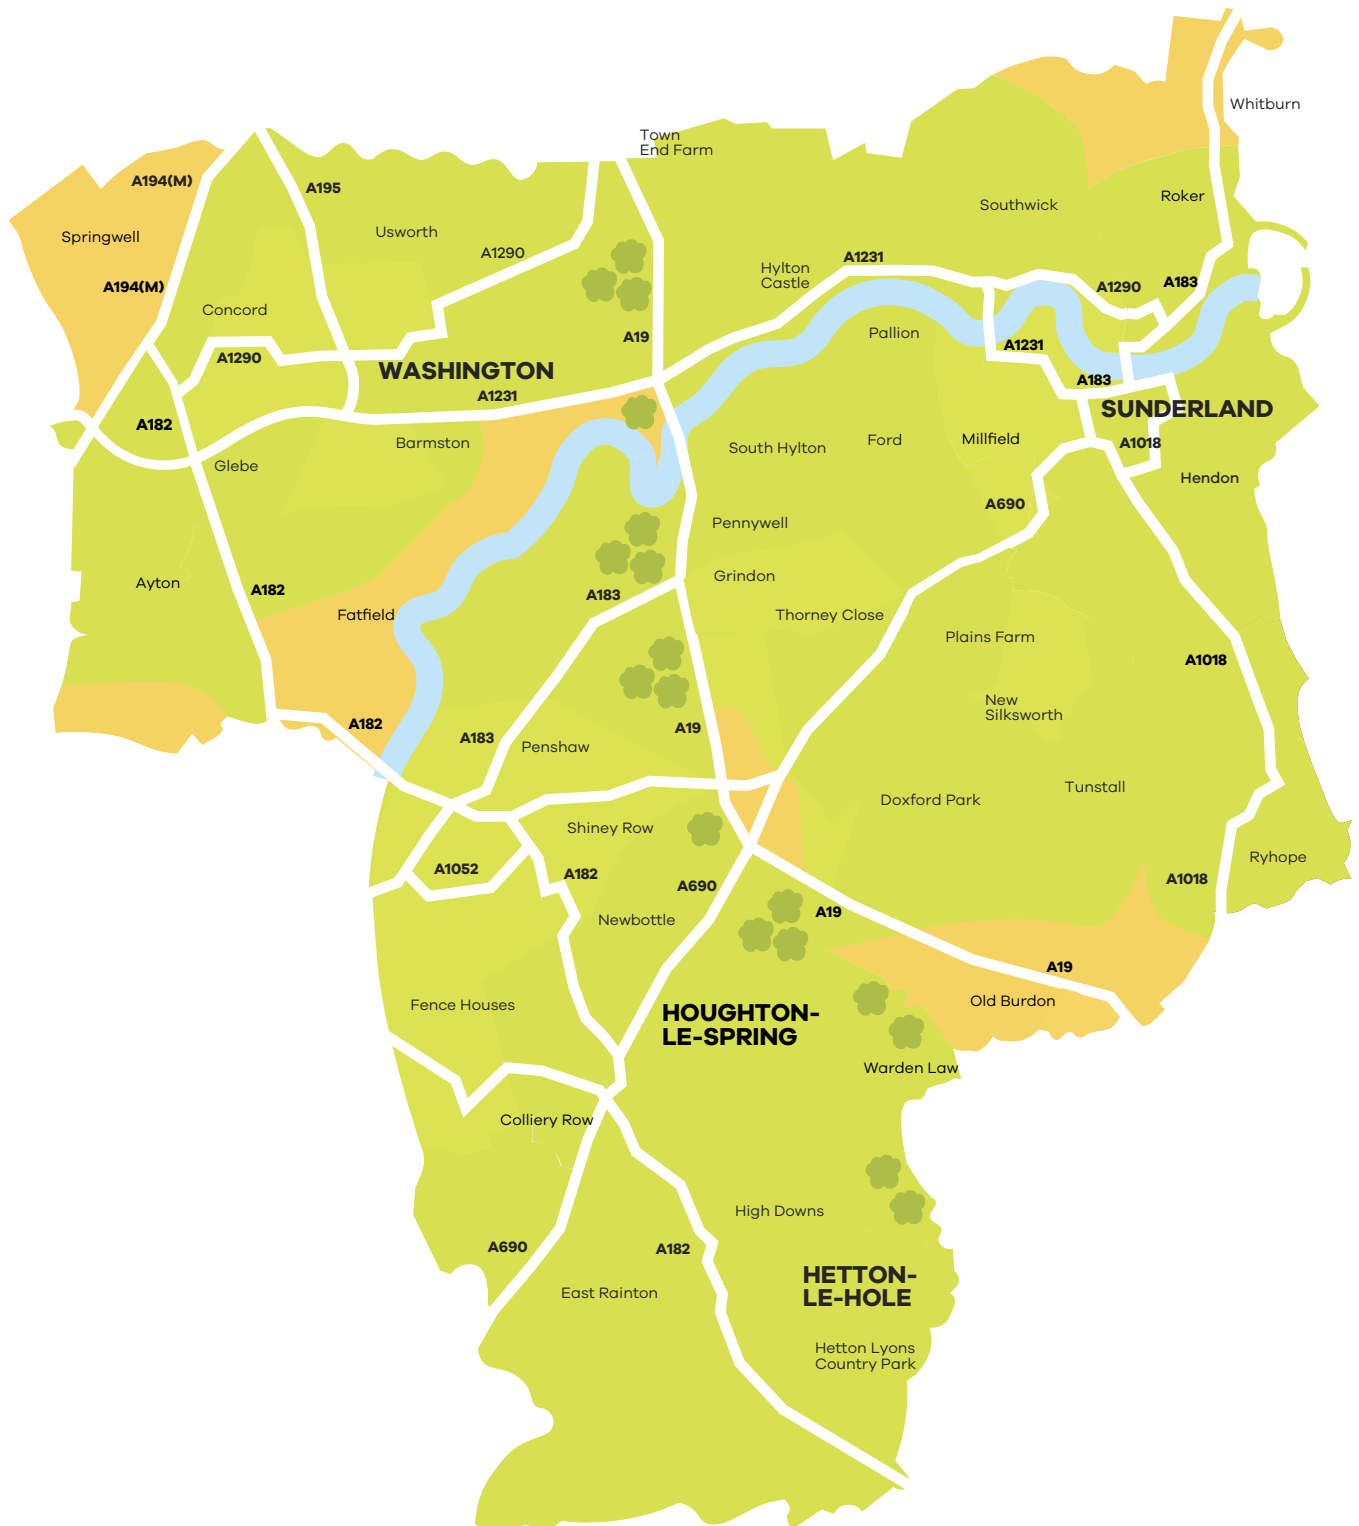 Whitburn
Town
End Farm
A194(M)
A195
Roker
Southwick
Springwell
Usworth
A1290
A1231
Hylton
Castle
A194(M)
A1290
A183
Concord
Pallion
A19
A1231
A1290
WASHINGTON
A183
A1231
SUNDERLAND
A182
Barmston
Ford
Millfield
A1018
South Hylton
Glebe
Hendon
A690
Pennywell
Grindon
Ayton
A182
A183
Fatfield
Thorney Close
Plains Farm
A1018
New
Silksworth
A182
A19
A183
Penshaw
Tunstall
Doxford Park
Shiney Row
Ryhope
A1052
A182
A690
A1018
A19
Newbottle
A19
Fence Houses
Old Burdon
HOUGHTON-
LE-SPRING
Warden Law
Colliery Row
High Downs
A690
A182
HETTON-
LE-HOLE
East Rainton
Hetton Lyons
Country Park